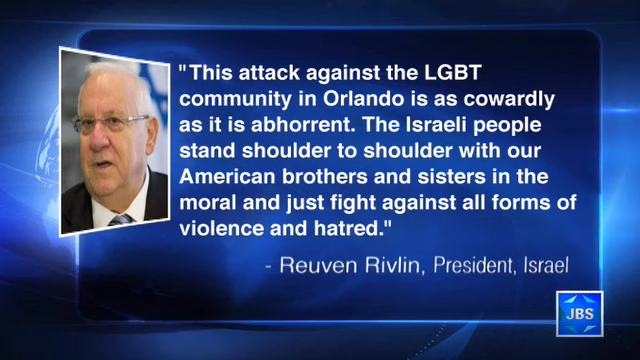 "This attack against the LGBT
community in Orlando is as cowardly
as it is abhorrent. The Israeli people
stand shoulder to shoulder with our
American brothers and sisters in the
moral and just fight against all forms of
violence and hatred."
- Reuven Rivlin, President, Israel
JBS